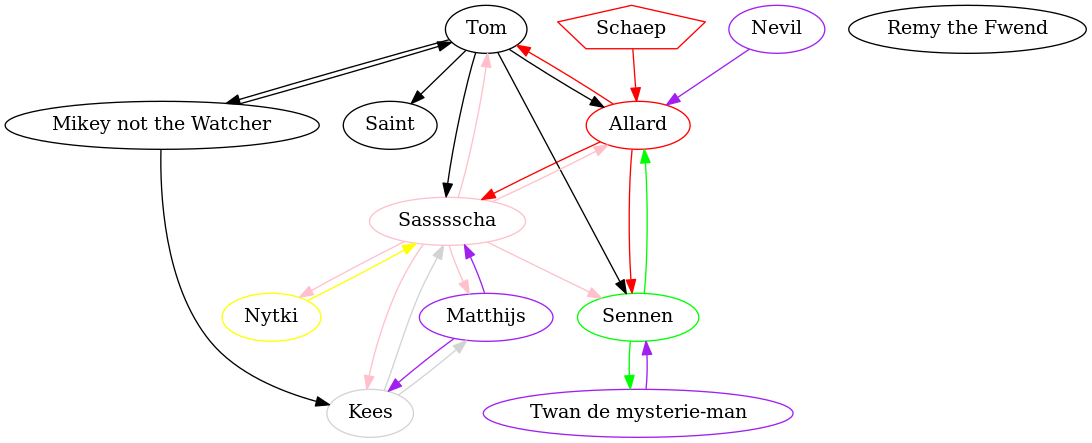 Tom
Schaep
Nevil
Remy the Fwend
Mikey not the Watcher
Saint
Allard
Sasssscha
Nytki
Matthijs
Sennen
Kees
Twan de mysterie-man